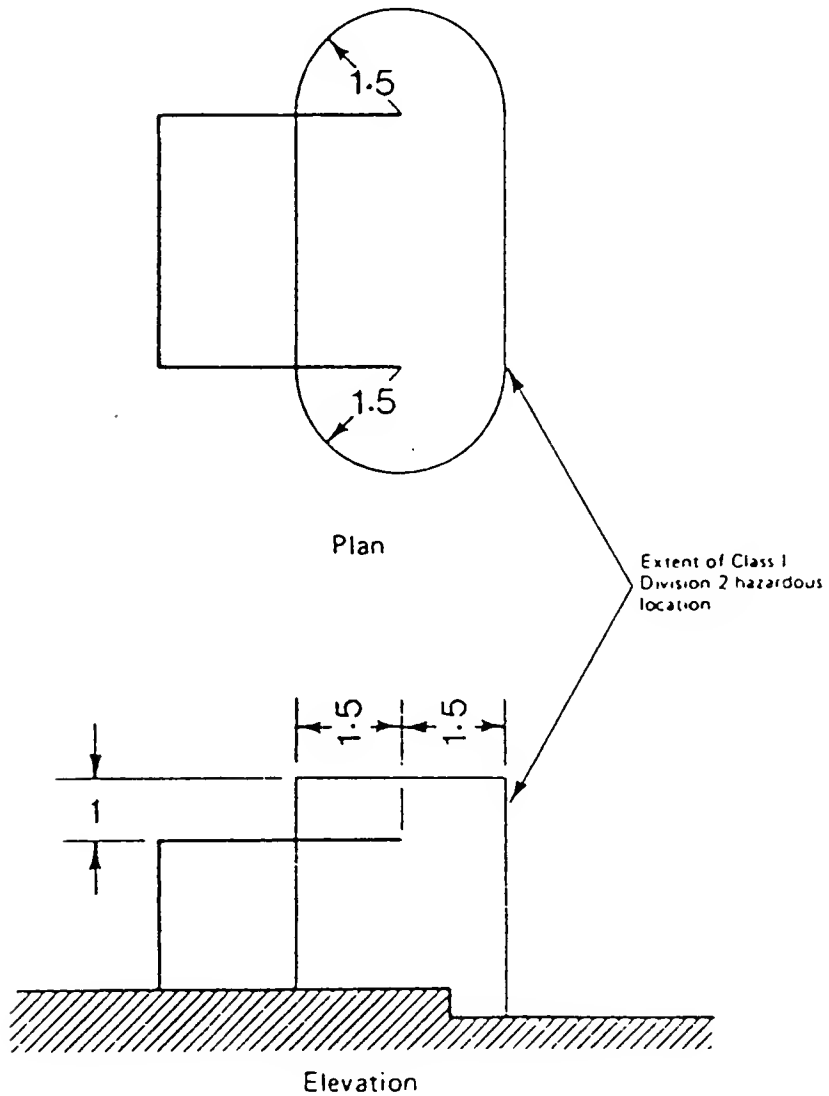 1.5
1.5
Plan
Extent of Class I
Division 2 hazardous
location
1.5
1.5
1
Elevation